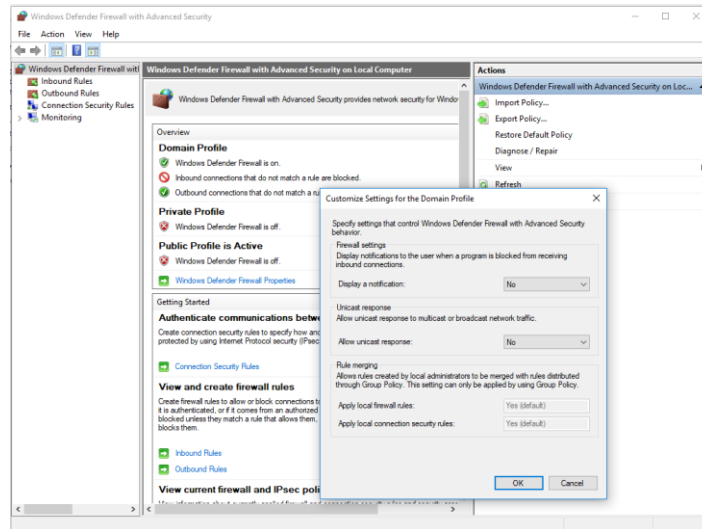 Windows Defender Firewall with Advanced Security
File Action View Help
Windows Defender Firewall witl
Inbound Rules
Outbound Rules
Connection Security Rules
Monitoring
Windows Defender Firewall with Advanced Security on Local Computer
Windows Defender Firewall with Advanced Security provides network security for Window
Overview
Domain Profile
Windows Defender Firewall is on.
Inbound connections that do not match a rule are blocked.
Outbound connections that do not match a ru
Private Profile
Windows Defender Firewall is off.
Public Profile is Active
Windows Defender Firewall is off.
Windows Defender Firewall Properties
Getting Started
Authenticate communications betwe
Create connection security rules to specify how and
protected by using Internet Protocol security (IPsec
Connection Security Rules
View and create firewall rules
Create firewall rules to allow or block connections to
it is authenticated, or if it comes from an authorized
blocked unless they match a rule that allows them,
blocks them.
Inbound Rules
Outbound Rules
View current firewall and IPsec poli
Actions
Windows Defender Firewall with Advanced Security on Loc...
Import Policy...
Export Policy...
Restore Default Policy
Diagnose / Repair
View
Refresh
Customize Settings for the Domain Profile
Specify settings that control Windows Defender Firewall with Advanced Security
behavior.
Firewall settings
Display notifications to the user when a program is blocked from receiving
inbound connections.
Display a notification: No
Unicast response
Allow unicast response to multicast or broadcast network traffic.
Allow unicast response: No
Rule merging
Allows rules created by local administrators to be merged with rules distributed
through Group Policy. This setting can only be applied by using Group Policy.
Apply local firewall rules: Yes (default)
Apply local connection security rules: Yes (default)
OK Cancel